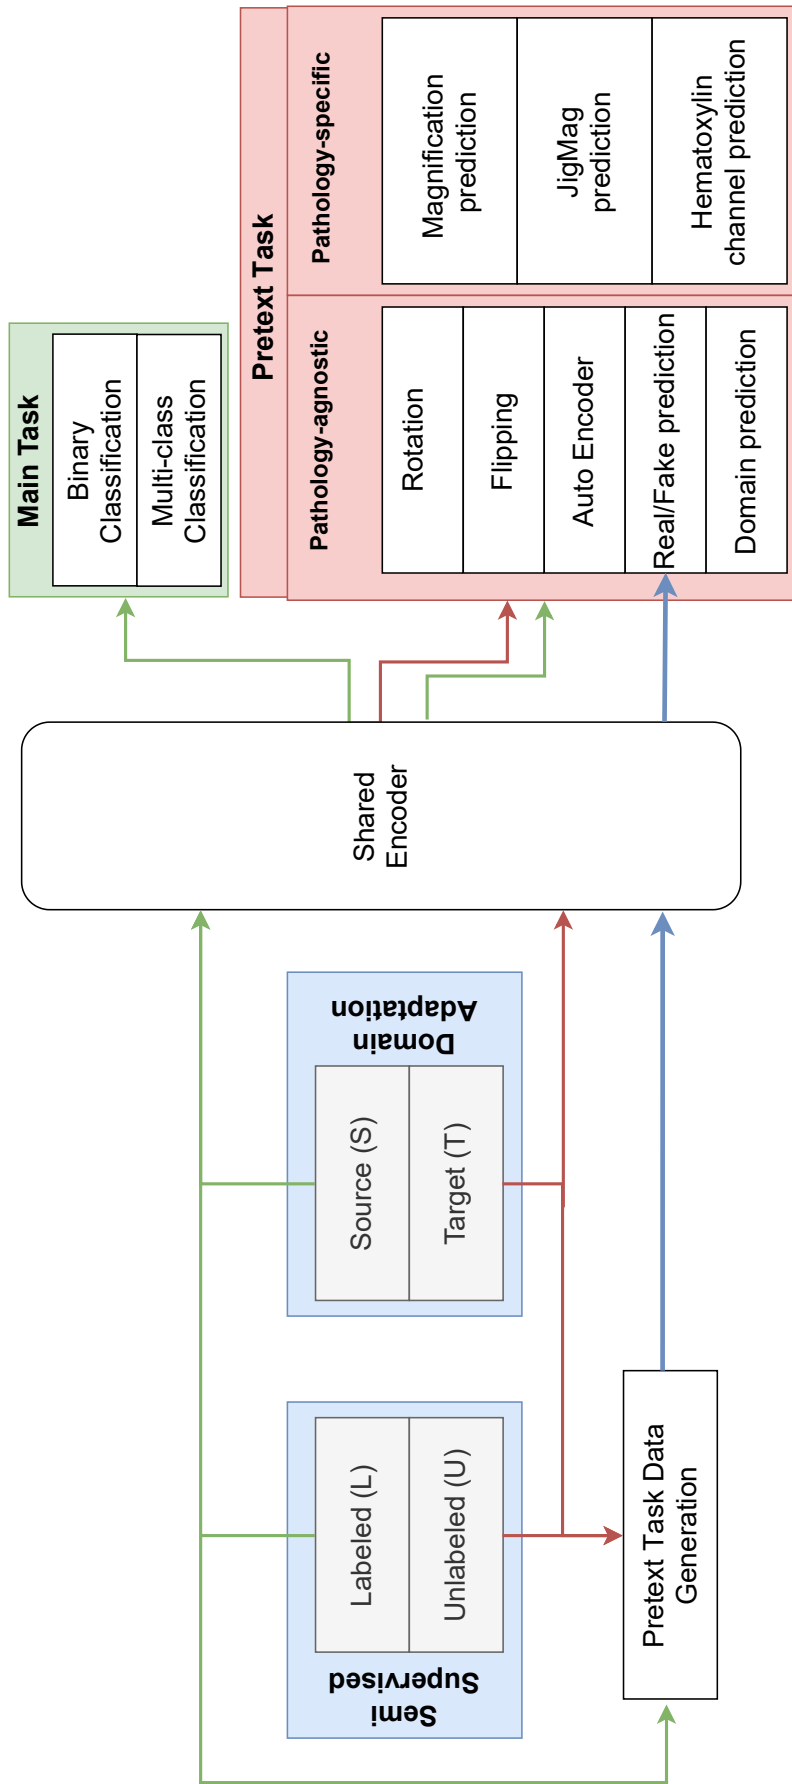 Semi
Supervised
Labeled (L)
Unlabeled (U)
Domain
Adaptation
Source (S)
Target (T)
Pretext Task Data
Generation
Shared
Encoder
Main Task
Binary
Classification
Multi-class
Classification
Pretext Task
Pathology-agnostic
Rotation
Flipping
Auto Encoder
Real/Fake prediction
Domain prediction
Pathology-specific
Magnification
prediction
JigMag
prediction
Hematoxylin
channel prediction